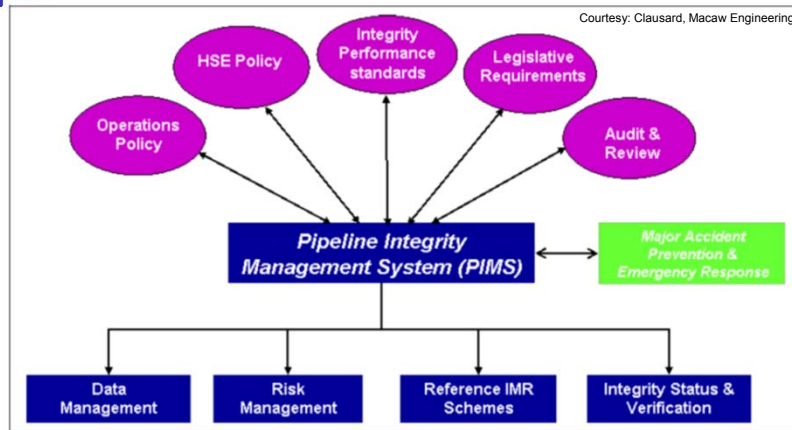 Courtesy: Clausard, Macaw Engineering
Integrity
Performance
standards
HSE Policy
Legislative
Requirements
Operations
Policy
Audit &
Review
Pipeline Integrity
Management System (PIMS)
Major Accident
Prevention &
Emergency Response
Data
Management
Risk
Management
Reference IMR
Schemes
Integrity Status &
Verification